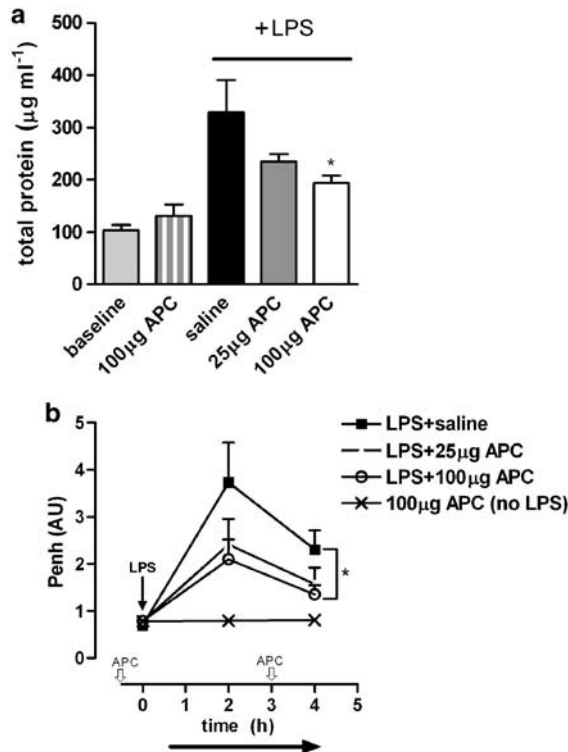 a
+LPS
total protein (µg ml⁻¹)
500
400
300
200
100
0
*
baseline
100µg APC
saline
25µg APC
100µg APC
b
LPS+saline
LPS+25µg APC
LPS+100µg APC
100µg APC (no LPS)
Penh (AU)
5
4
3
2
1
0
LPS
*
APC
APC
0 1 2 3 4 5
time (h)